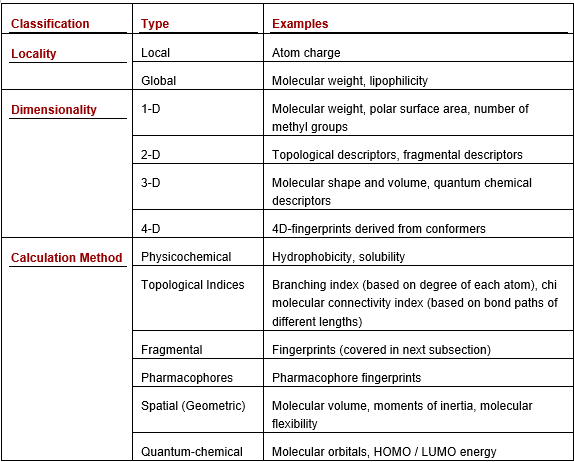 Classification Type Examples
Locality Local Atom charge
Global Molecular weight, lipophilicity
Dimensionality 1-D Molecular weight, polar surface area, number of
methyl groups
2-D Topological descriptors, fragmental descriptors
3-D Molecular shape and volume, quantum chemical
descriptors
4-D 4D-fingerprints derived from conformers
Calculation Method Physicochemical Hydrophobicity, solubility
Topological Indices Branching index (based on degree of each atom), chi
molecular connectivity index (based on bond paths of
different lengths)
Fragmental Fingerprints (covered in next subsection)
Pharmacophores Pharmacophore fingerprints
Spatial (Geometric) Molecular volume, moments of inertia, molecular
flexibility
Quantum-chemical Molecular orbitals, HOMO / LUMO energy